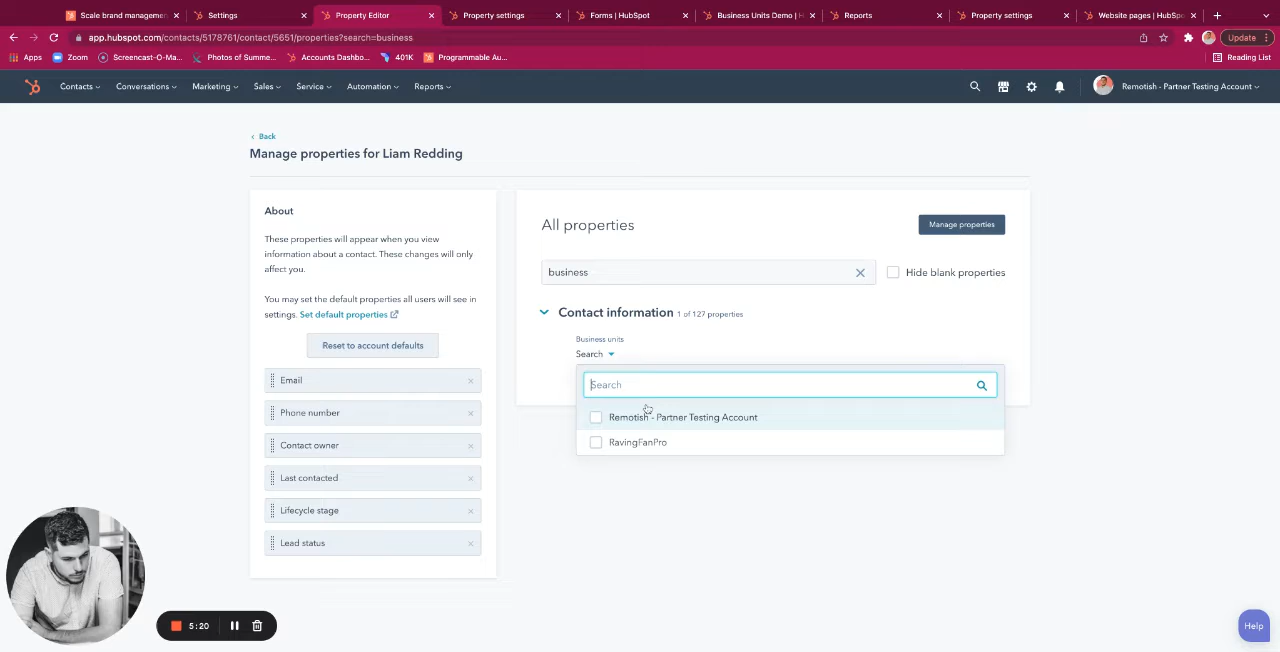 Scale brand managemen
Settings
Property Editor
Property settings
Forms | HubSpot
Business Units Demo | H
Reports
Property settings
Website pages | HubSpo
app.hubspot.com/contacts/5178761/contact/5651/properties?search=business
Update
Apps
Zoom
Screencast-O-Ma...
Photos of Summe...
Accounts Dashbo...
401K
Programmable Au...
Reading List
Contacts
Conversations
Marketing
Sales
Service
Automation
Reports
Remotish - Partner Testing Account
Back
Manage properties for Liam Redding
About
These properties will appear when you view
information about a contact. These changes will only
affect you.
You may set the default properties all users will see in
settings. Set default properties
Reset to account defaults
Email
Phone number
Contact owner
Last contacted
Lifecycle stage
Lead status
All properties
Manage properties
business
Hide blank properties
Contact information 1 of 127 properties
Business units
Search
Search
Remotish - Partner Testing Account
RavingFanPro
5:20
Help